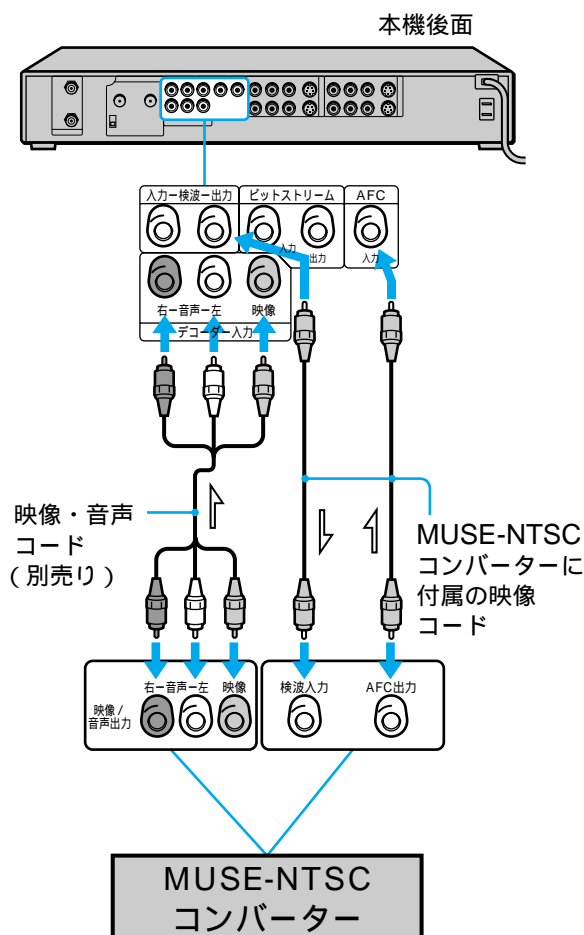 本機後面
入力ー検波ー出力
ビットストリーム
AFC
入力
出力
入力
右ー音声ー左
映像
デコーダー入力
映像・音声
コード
(別売り)
MUSE-NTSC
コンバーターに
付属の映像
コード
右ー音声ー左
映像
映像/
音声出力
検波入力
AFC出力
MUSE-NTSC
コンバーター